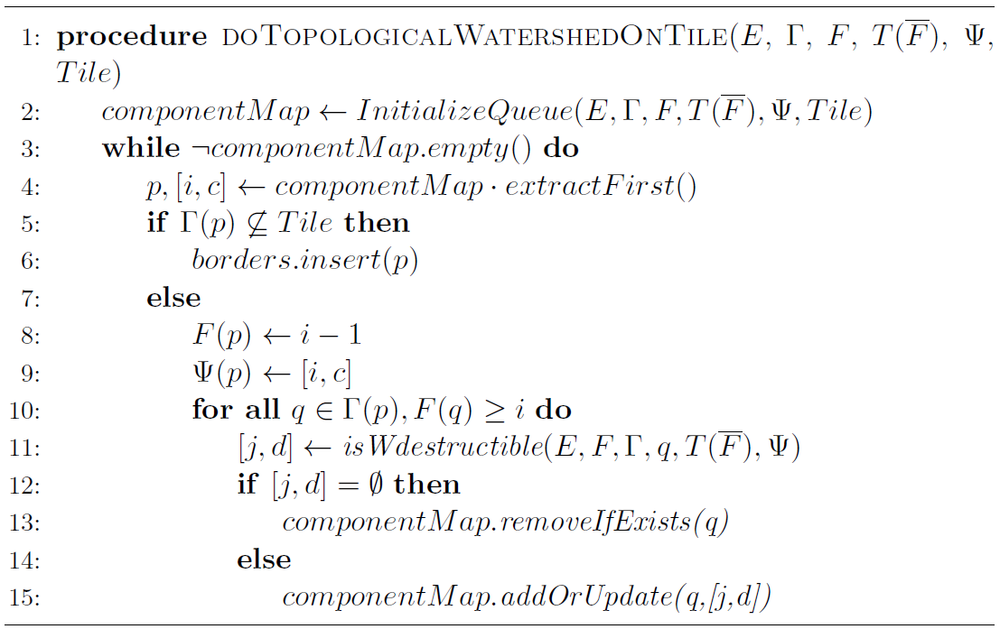 1: procedure DOTOPOLOGICALWATERSHEDONTILE(E, Γ, F, T(F̅), Ψ,
Tile)
2: componentMap ← InitializeQueue(E, Γ, F, T(F̅), Ψ, Tile)
3: while ¬componentMap.empty() do
4: p, [i, c] ← componentMap · extractFirst()
5: if Γ(p) ⊈ Tile then
6: borders.insert(p)
7: else
8: F(p) ← i − 1
9: Ψ(p) ← [i, c]
10: for all q ∈ Γ(p), F(q) ≥ i do
11: [j, d] ← isWdestructible(E, F, Γ, q, T(F̅), Ψ)
12: if [j, d] = ∅ then
13: componentMap.removeIfExists(q)
14: else
15: componentMap.addOrUpdate(q,[j,d])